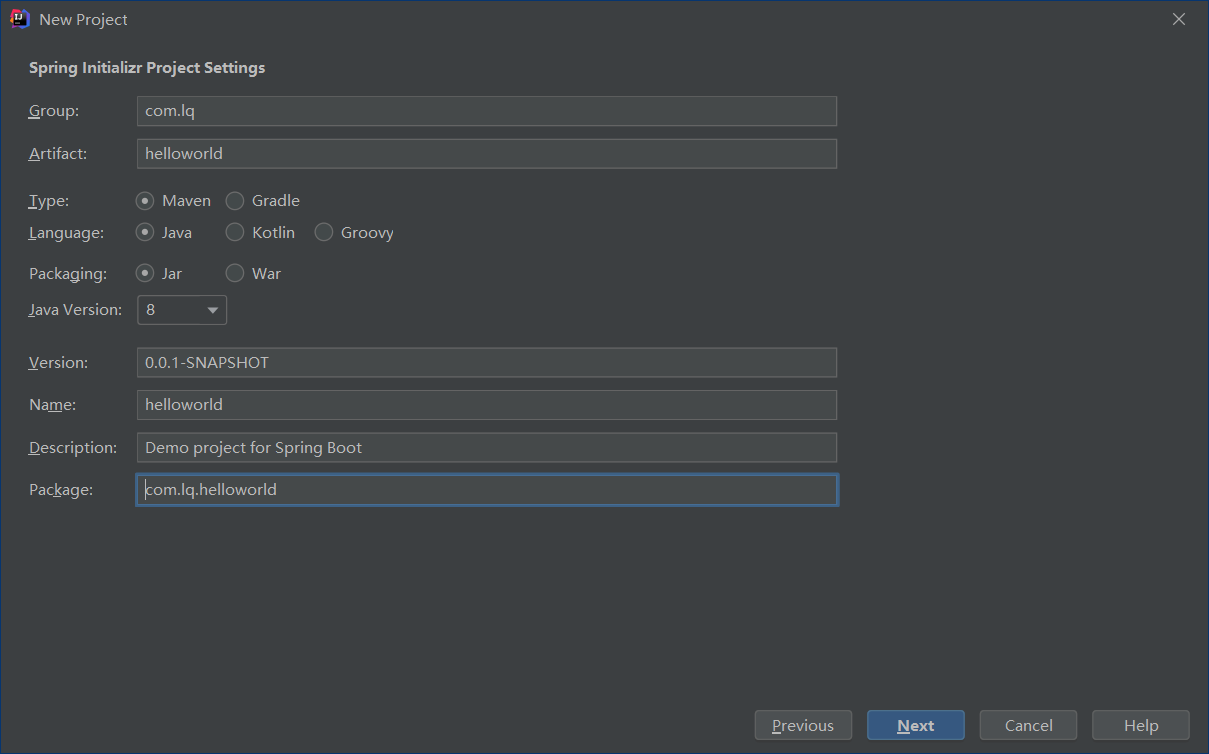 New Project
Spring Initializr Project Settings
Group: com.lq
Artifact: helloworld
Type: Maven Gradle
Language: Java Kotlin Groovy
Packaging: Jar War
Java Version: 8
Version: 0.0.1-SNAPSHOT
Name: helloworld
Description: Demo project for Spring Boot
Package: com.lq.helloworld
Previous Next Cancel Help